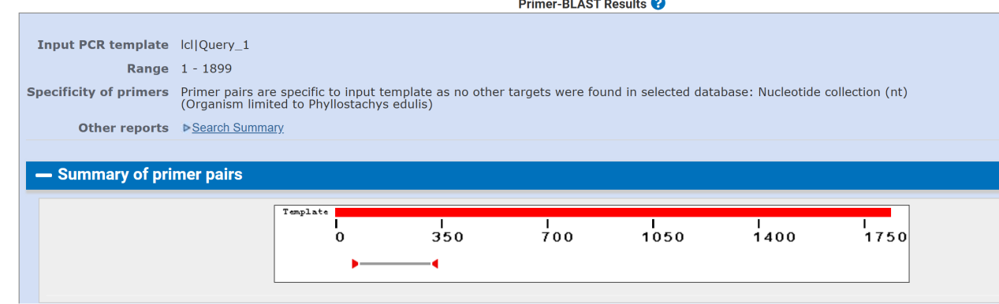 Primer-BLAST Results ?
Input PCR template lcl|Query_1
Range 1 - 1899
Specificity of primers Primer pairs are specific to input template as no other targets were found in selected database: Nucleotide collection (nt)
(Organism limited to Phyllostachys edulis)
Other reports Search Summary
Summary of primer pairs
Template
0 350 700 1050 1400 1750